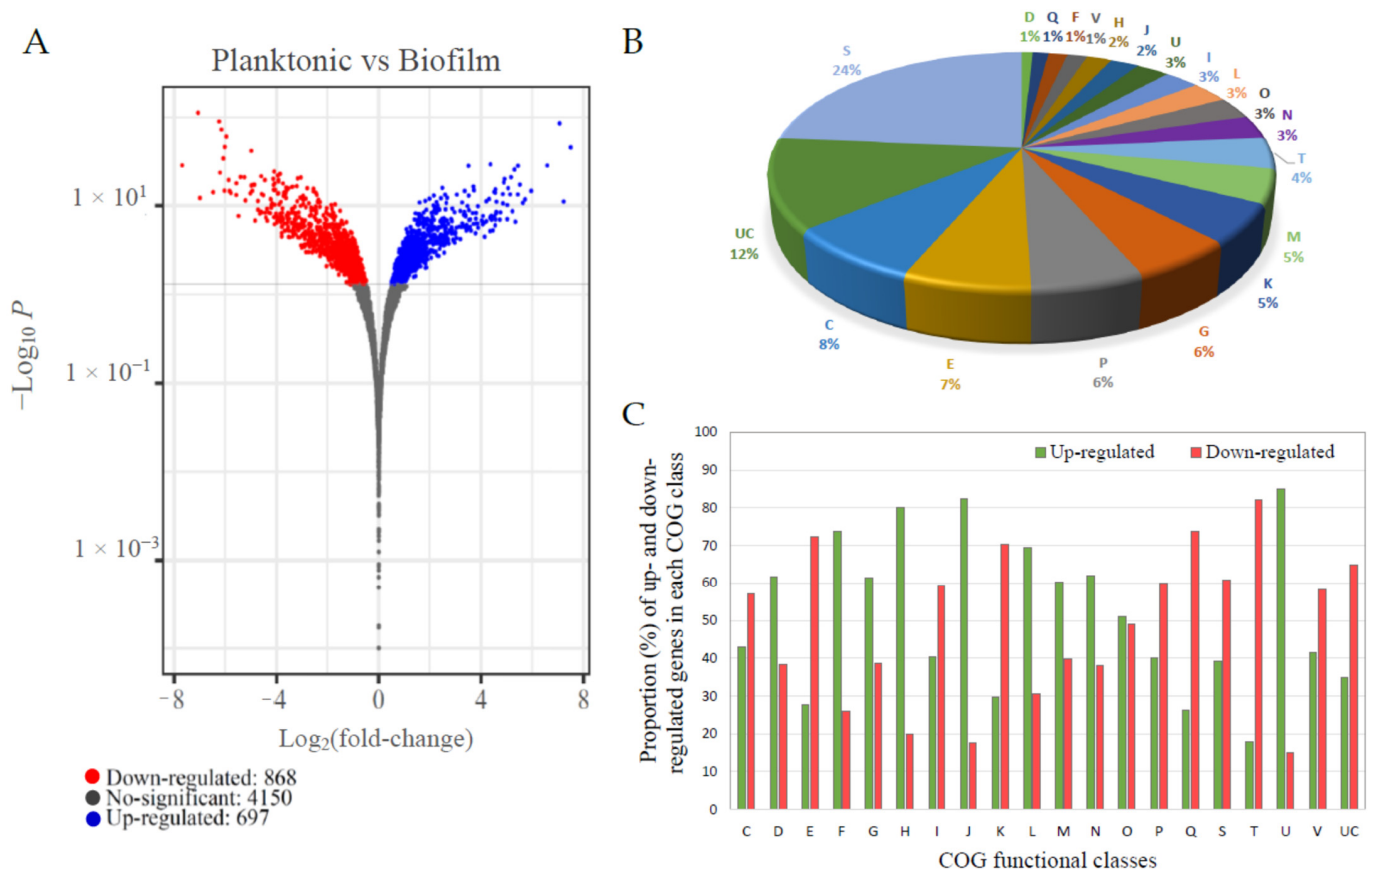 A
Planktonic vs Biofilm
−Log₁₀ P
1 × 10¹
1 × 10⁻¹
1 × 10⁻³
−8
−4
0
4
8
Log₂(fold-change)
Down-regulated: 868
No-significant: 4150
Up-regulated: 697
B
D
1%
Q
1%
F
1%
V
1%
H
2%
J
2%
U
3%
I
3%
L
3%
O
3%
N
3%
T
4%
M
5%
K
5%
G
6%
P
6%
E
7%
C
8%
UC
12%
S
24%
C
Proportion (%) of up- and down-
regulated genes in each COG class
Up-regulated
Down-regulated
100
90
80
70
60
50
40
30
20
10
0
C D E F G H I J K L M N O P Q S T U V UC
COG functional classes